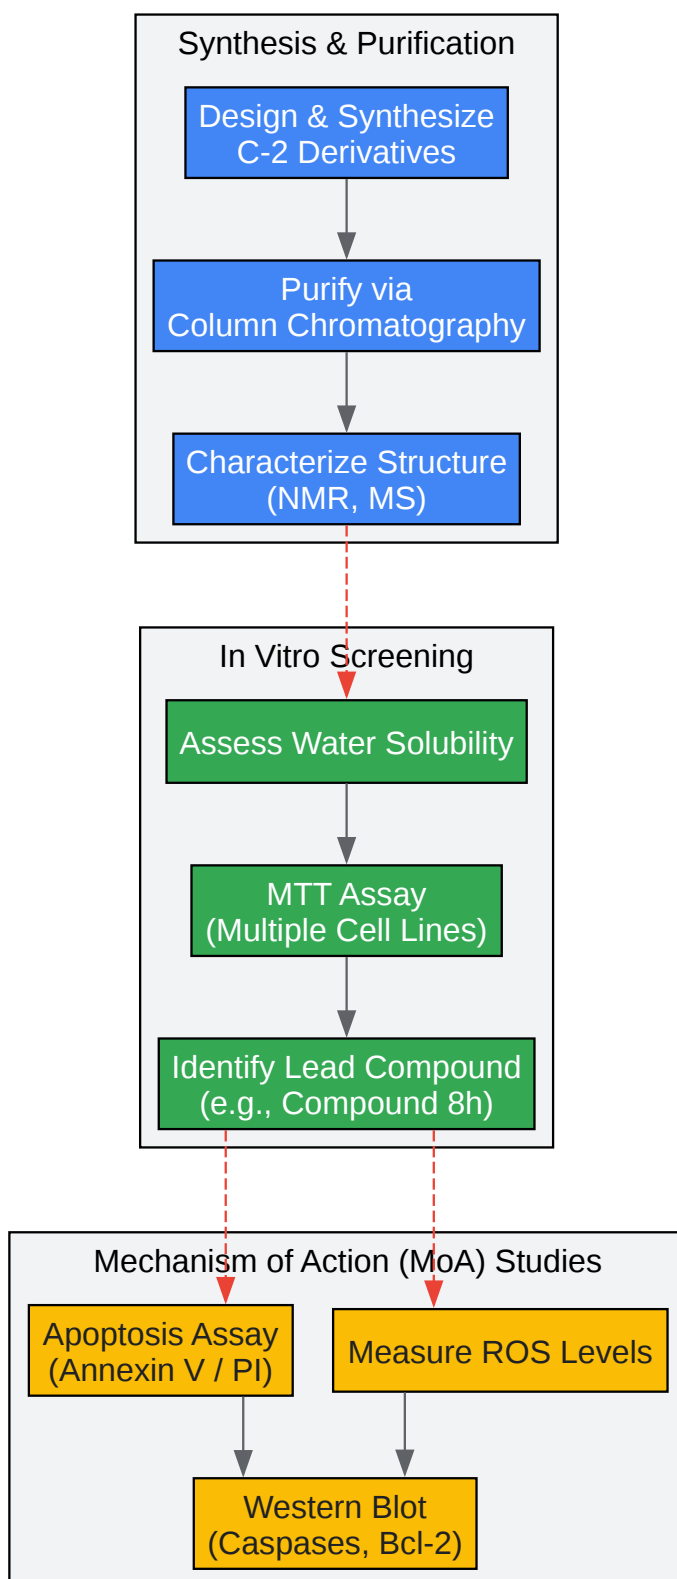 Synthesis & Purification
Design & Synthesize
C-2 Derivatives
Purify via
Column Chromatography
Characterize Structure
(NMR, MS)
In Vitro Screening
Assess Water Solubility
MTT Assay
(Multiple Cell Lines)
Identify Lead Compound
(e.g., Compound 8h)
Mechanism of Action (MoA) Studies
Apoptosis Assay
(Annexin V / PI)
Measure ROS Levels
Western Blot
(Caspases, Bcl-2)